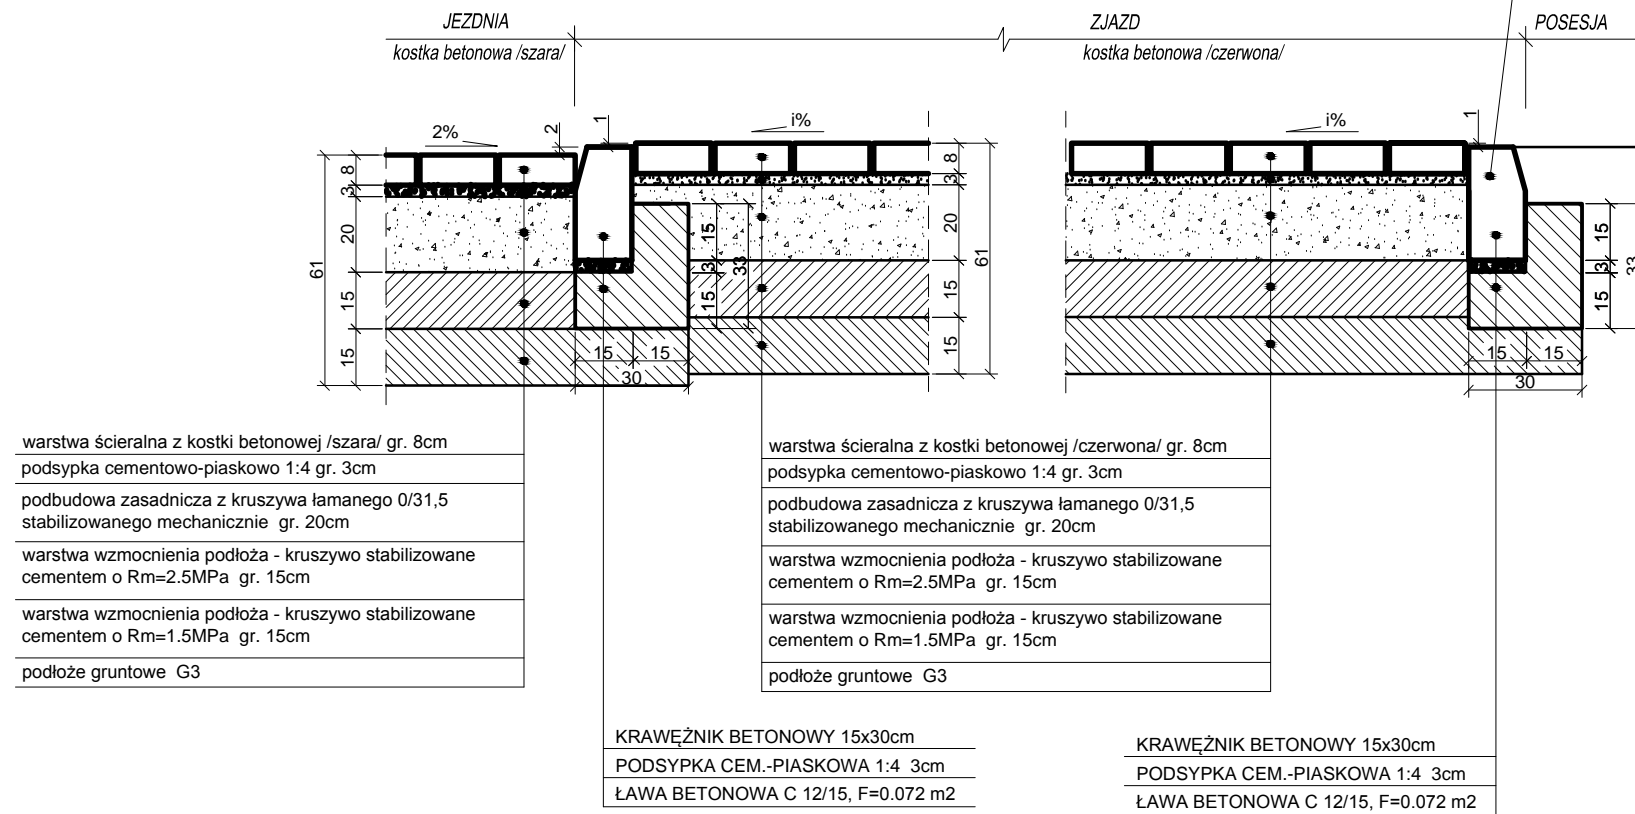 JEZDNIA
ZJAZD
POSESJA
kostka betonowa /szara/
kostka betonowa /czerwona/
2%
2
1
i%
i%
1
8
3
20
15
15
61
15
3
15
33
15
15
30
8
3
20
15
15
61
15
3
15
33
15
15
30
warstwa ścieralna z kostki betonowej /szara/ gr. 8cm
podsypka cementowo-piaskowo 1:4 gr. 3cm
podbudowa zasadnicza z kruszywa łamanego 0/31,5
stabilizowanego mechanicznie gr. 20cm
warstwa wzmocnienia podłoża - kruszywo stabilizowane
cementem o Rm=2.5MPa gr. 15cm
warstwa wzmocnienia podłoża - kruszywo stabilizowane
cementem o Rm=1.5MPa gr. 15cm
podłoże gruntowe G3
warstwa ścieralna z kostki betonowej /czerwona/ gr. 8cm
podsypka cementowo-piaskowo 1:4 gr. 3cm
podbudowa zasadnicza z kruszywa łamanego 0/31,5
stabilizowanego mechanicznie gr. 20cm
warstwa wzmocnienia podłoża - kruszywo stabilizowane
cementem o Rm=2.5MPa gr. 15cm
warstwa wzmocnienia podłoża - kruszywo stabilizowane
cementem o Rm=1.5MPa gr. 15cm
podłoże gruntowe G3
KRAWĘŻNIK BETONOWY 15x30cm
PODSYPKA CEM.-PIASKOWA 1:4 3cm
ŁAWA BETONOWA C 12/15, F=0.072 m2
KRAWĘŻNIK BETONOWY 15x30cm
PODSYPKA CEM.-PIASKOWA 1:4 3cm
ŁAWA BETONOWA C 12/15, F=0.072 m2